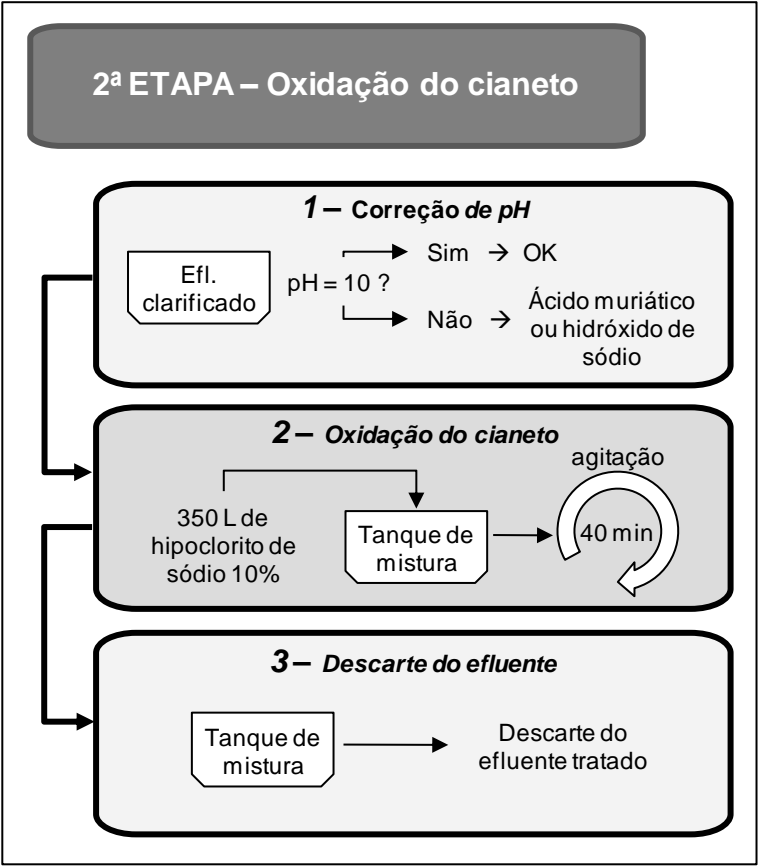 2ª ETAPA – Oxidação do cianeto
1 – Correção de pH
Efl.
clarificado
pH = 10 ?
Sim → OK
Não → Ácido muriático
ou hidróxido de
sódio
2 – Oxidação do cianeto
350 L de
hipoclorito de
sódio 10%
Tanque de
mistura
agitação
40 min
3 – Descarte do efluente
Tanque de
mistura
Descarte do
efluente tratado